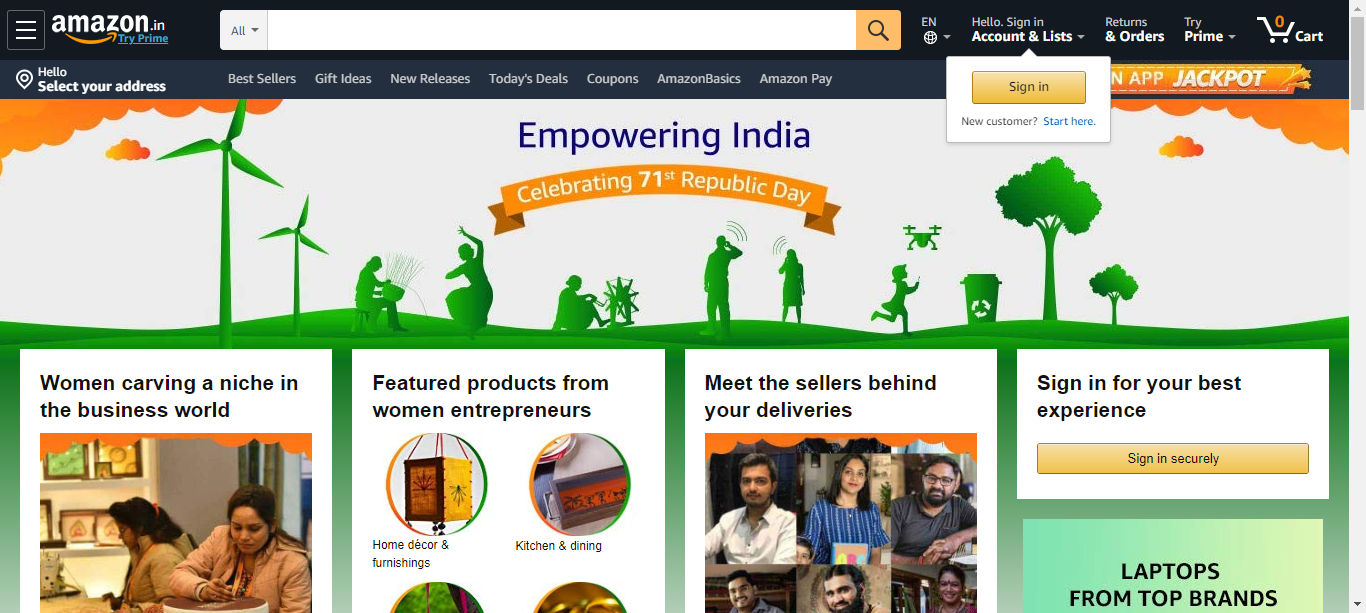 amazon.in
Try Prime
All
EN
Hello. Sign in
Account & Lists
Returns
& Orders
Try
Prime
0
Cart
Hello
Select your address
Best Sellers
Gift Ideas
New Releases
Today's Deals
Coupons
AmazonBasics
Amazon Pay
N APP JACKPOT
Sign in
New customer? Start here.
Empowering India
Celebrating 71st Republic Day
Women carving a niche in
the business world
Featured products from
women entrepreneurs
Home décor &
furnishings
Kitchen & dining
Meet the sellers behind
your deliveries
Sign in for your best
experience
Sign in securely
LAPTOPS
FROM TOP BRANDS